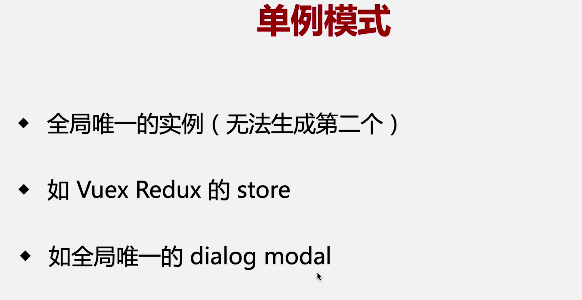 单例模式
全局唯一的实例（无法生成第二个）
如 Vuex Redux 的 store
如全局唯一的 dialog modal